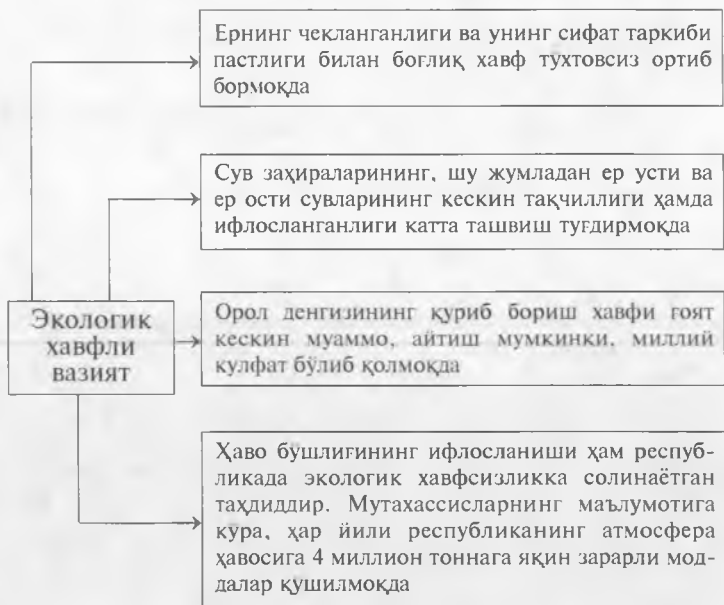 Ернинг чекланганлиги ва унинг сифат таркиби
пастлиги билан боғлиқ хавф тухтовсиз ортиб
бормоқда
Сув заҳираларининг, шу жумладан ер усти ва
ер ости сувларининг кескин тақчиллиги ҳамда
ифлосланганлиги катта ташвиш туғдирмоқда
Экологик
хавфли
вазият
Орол денгизининг қуриб бориш хавфи ғоят
кескин муаммо, айтиш мумкинки, миллий
кулфат бўлиб қолмоқда
Ҳаво бўшлиғининг ифлосланиши ҳам респуб-
ликада экологик хавфсизликка солинаётган
таҳдиддир. Мутахассисларнинг маълумотига
кура, ҳар йили республиканинг атмосфера
ҳавосига 4 миллион тоннага яқин зарарли мод-
далар қушилмоқда